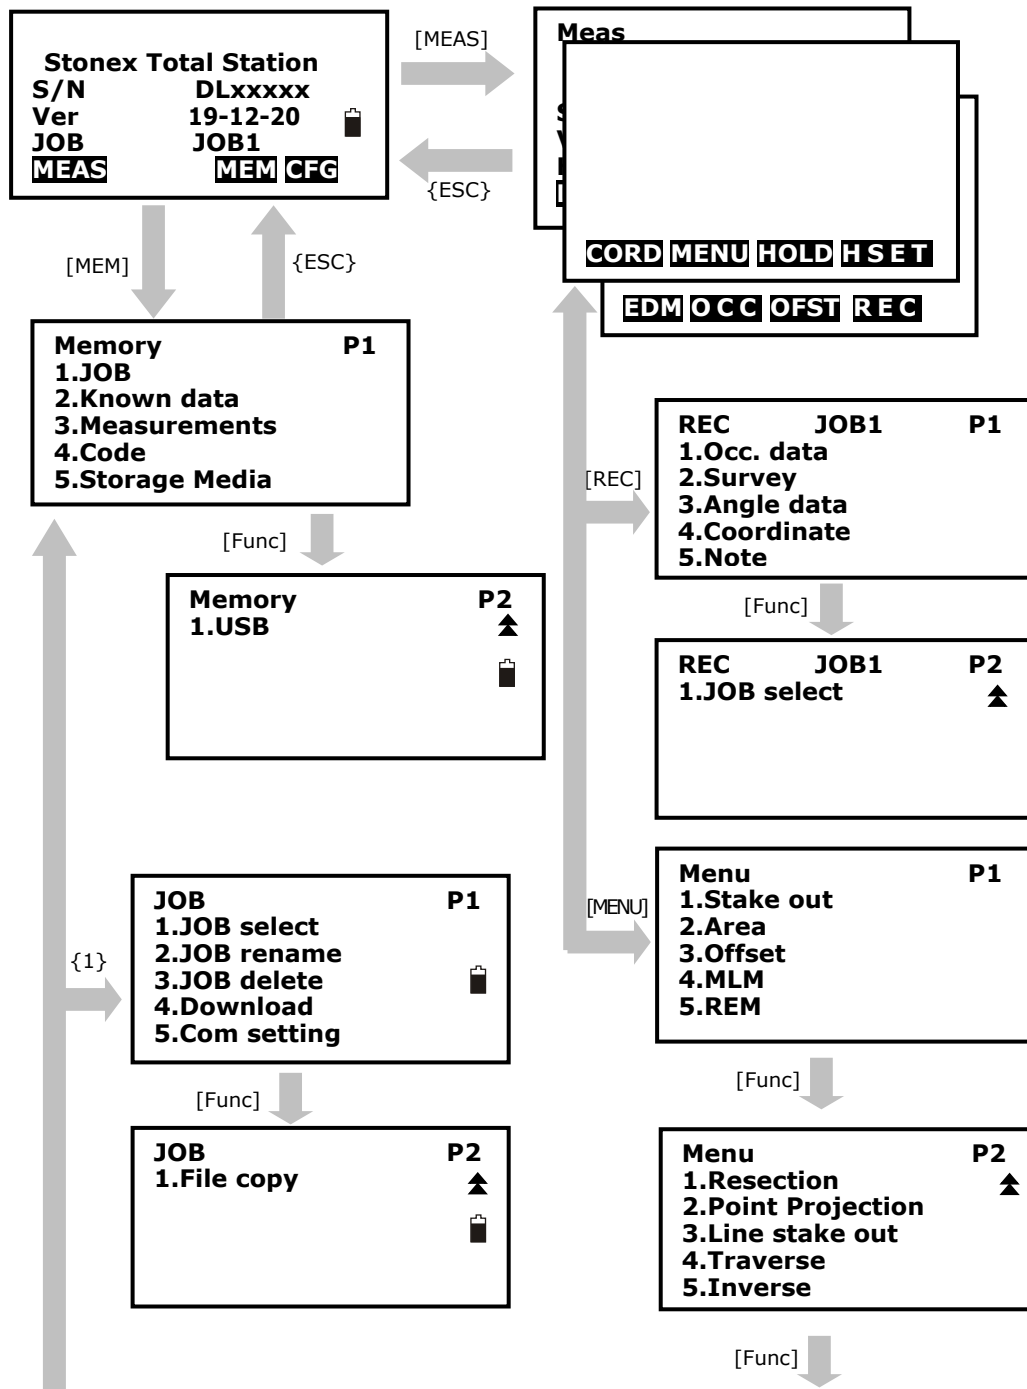 Stonex Total Station
S/N DLxxxxx
Ver 19-12-20
JOB JOB1
MEAS MEM CFG
[MEAS]
{ESC}
Meas
CORD MENU HOLD H S E T
EDM O C C OFST R E C
[MEM]
{ESC}
Memory P1
1.JOB
2.Known data
3.Measurements
4.Code
5.Storage Media
[Func]
Memory P2
1.USB
[REC]
REC JOB1 P1
1.Occ. data
2.Survey
3.Angle data
4.Coordinate
5.Note
[Func]
REC JOB1 P2
1.JOB select
{1}
JOB P1
1.JOB select
2.JOB rename
3.JOB delete
4.Download
5.Com setting
[Func]
JOB P2
1.File copy
[MENU]
Menu P1
1.Stake out
2.Area
3.Offset
4.MLM
5.REM
[Func]
Menu P2
1.Resection
2.Point Projection
3.Line stake out
4.Traverse
5.Inverse
[Func]